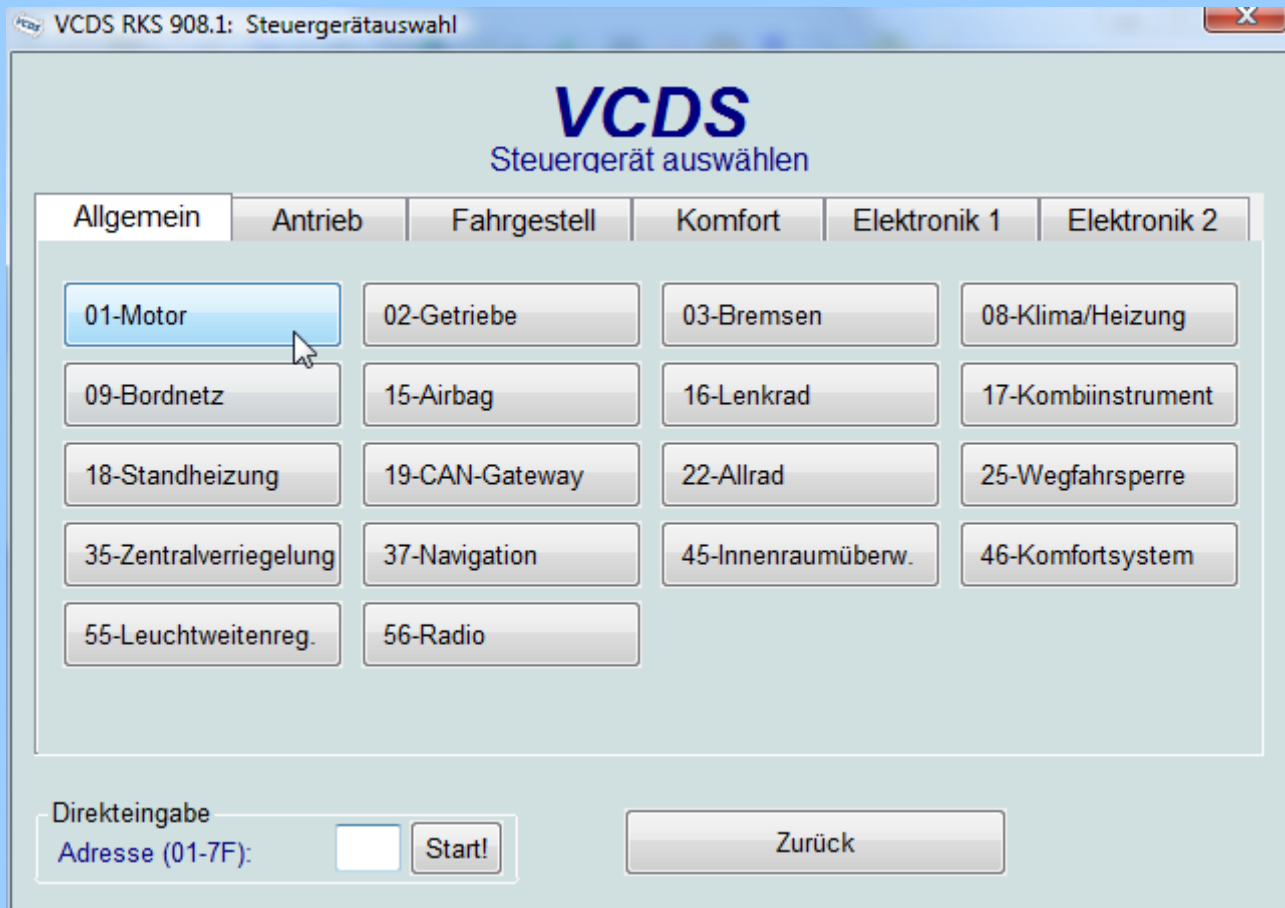 VCDS RKS 908.1: Steuergerätauswahl
VCDS
Steuergerät auswählen
Allgemein Antrieb Fahrgestell Komfort Elektronik 1 Elektronik 2
01-Motor 02-Getriebe 03-Bremsen 08-Klima/Heizung
09-Bordnetz 15-Airbag 16-Lenkrad 17-Kombiinstrument
18-Standheizung 19-CAN-Gateway 22-Allrad 25-Wegfahrsperre
35-Zentralverriegelung 37-Navigation 45-Innenraumüberw. 46-Komfortsystem
55-Leuchtweitenreg. 56-Radio
Direkteingabe
Adresse (01-7F): Start! Zurück